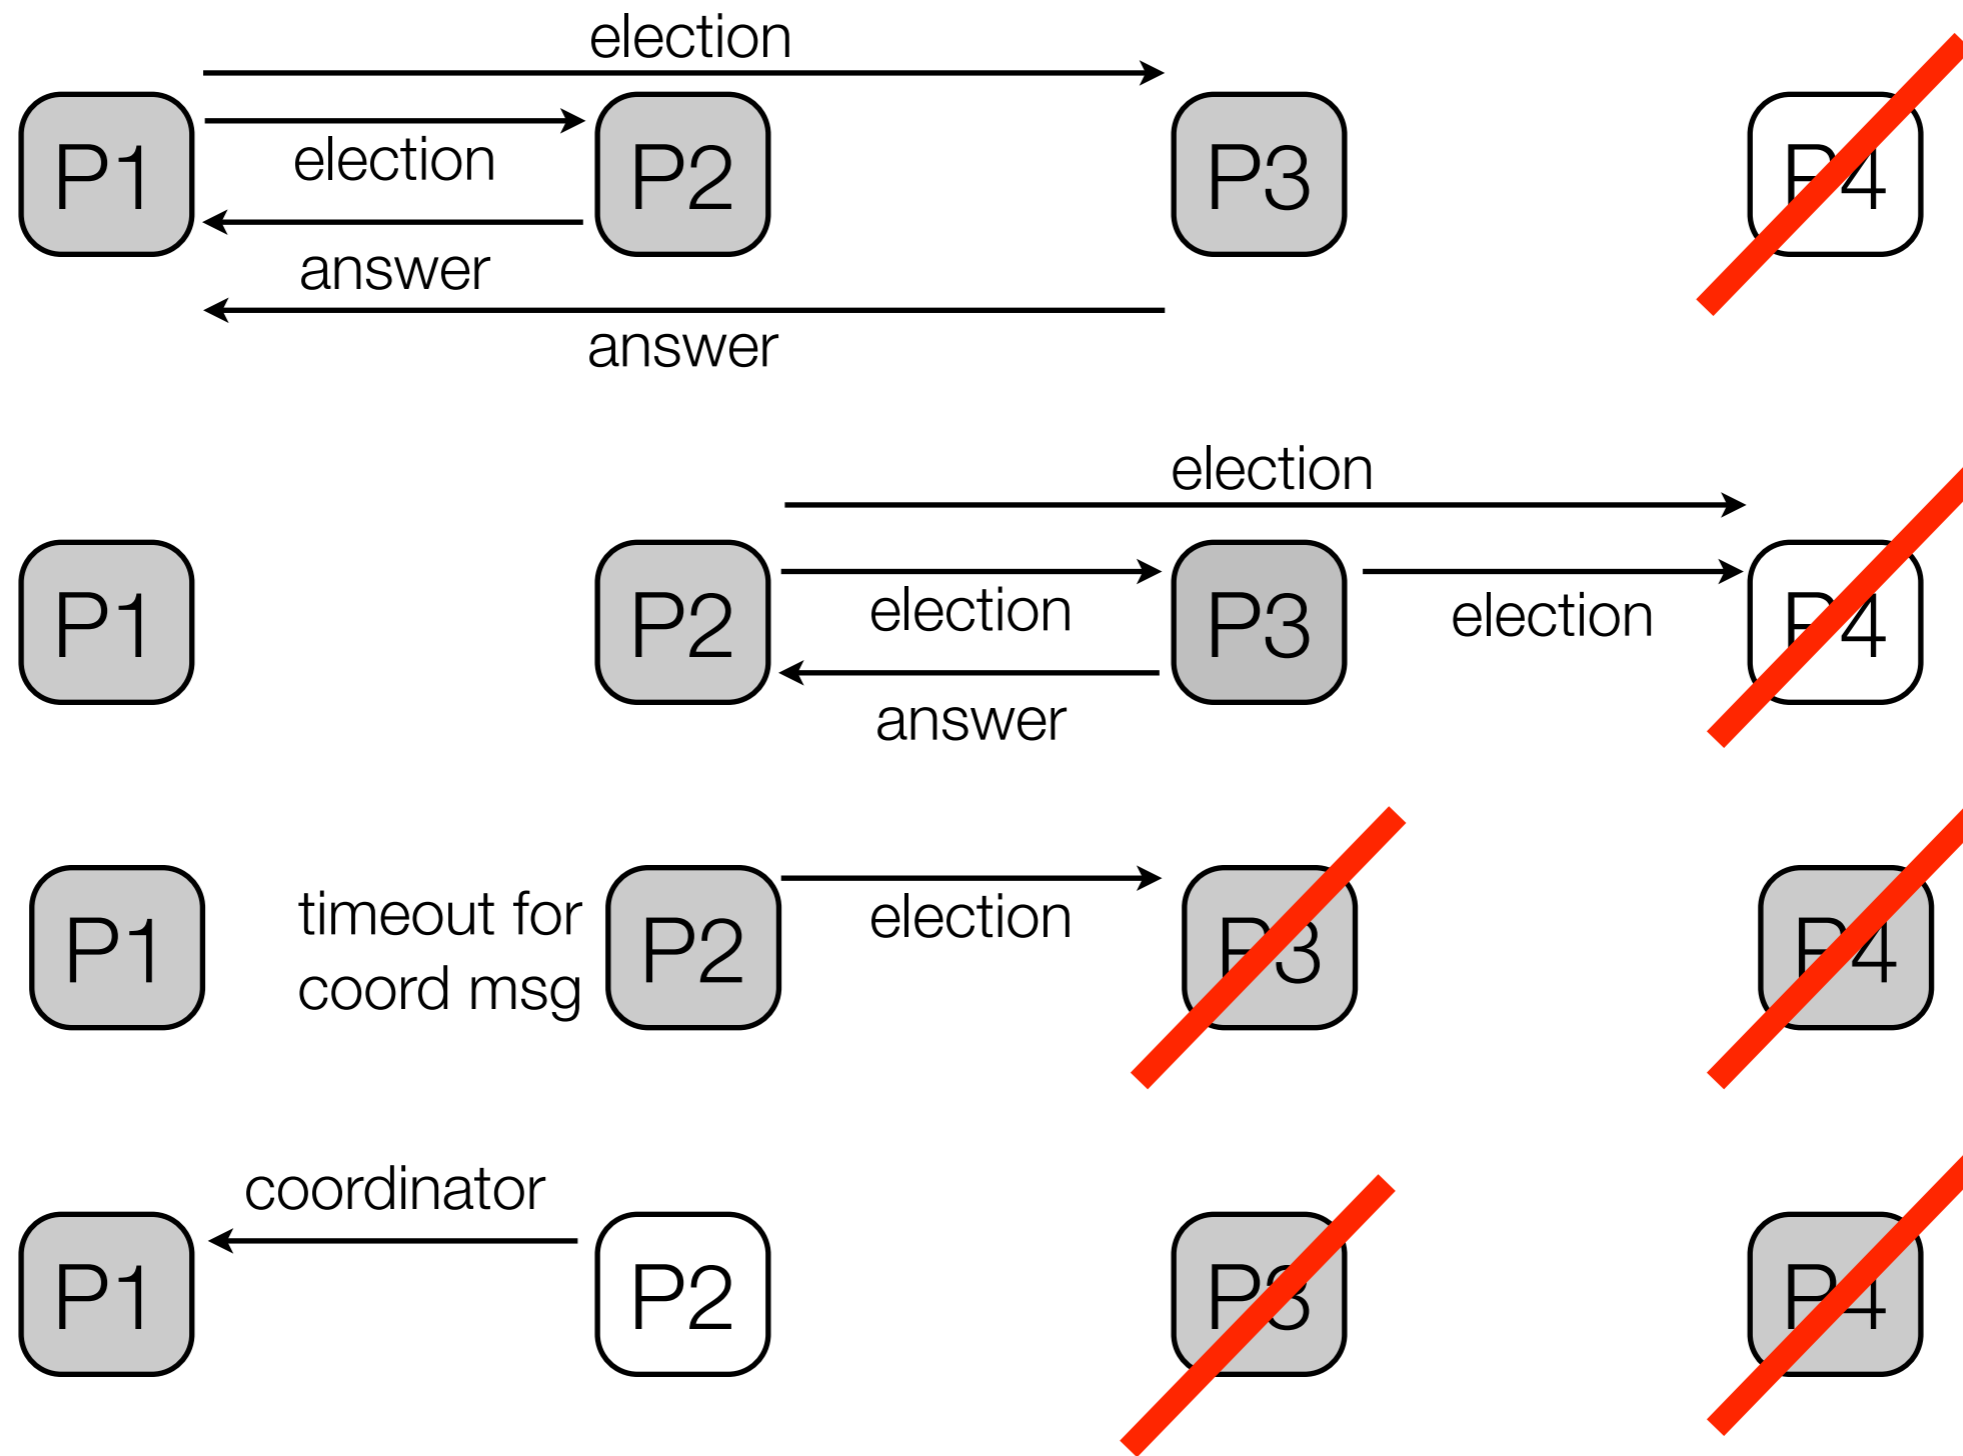 election
P1
election
P2
P3
P4
answer
answer
election
P1
P2
election
P3
election
P4
answer
P1
timeout for
coord msg
P2
election
P3
P4
coordinator
P1
P2
P3
P4